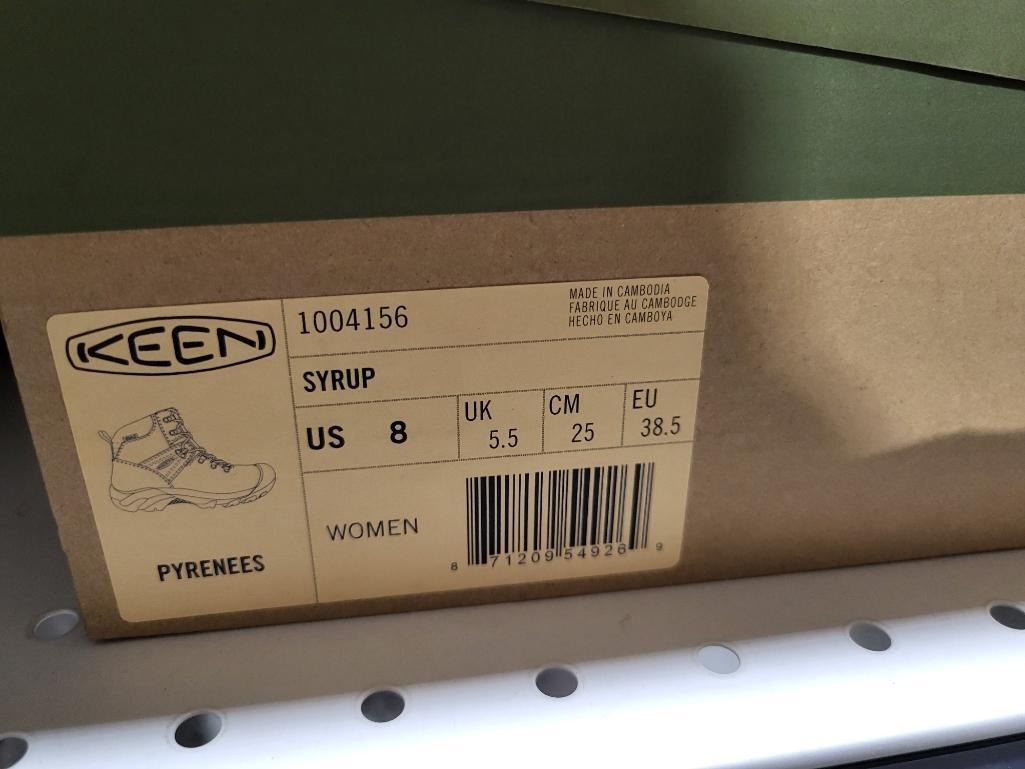 KEEN
1004156
MADE IN CAMBODIA
FABRIQUE AU CAMBODGE
HECHO EN CAMBOYA
SYRUP
US 8
UK 5.5
CM 25
EU 38.5
WOMEN
PYRENEES
8 71209 54926 9